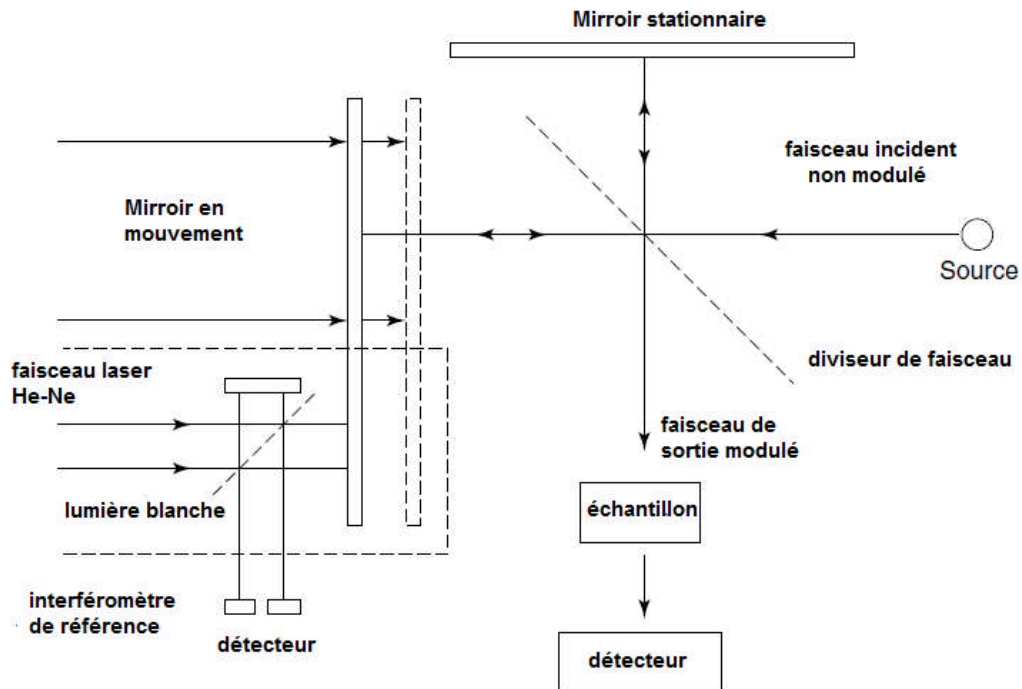 Mirroir stationnaire
faisceau incident
non modulé
Mirroir en
mouvement
Source
faisceau laser
He-Ne
diviseur de faisceau
faisceau de
sortie modulé
lumière blanche
échantillon
interféromètre
de référence
détecteur
détecteur